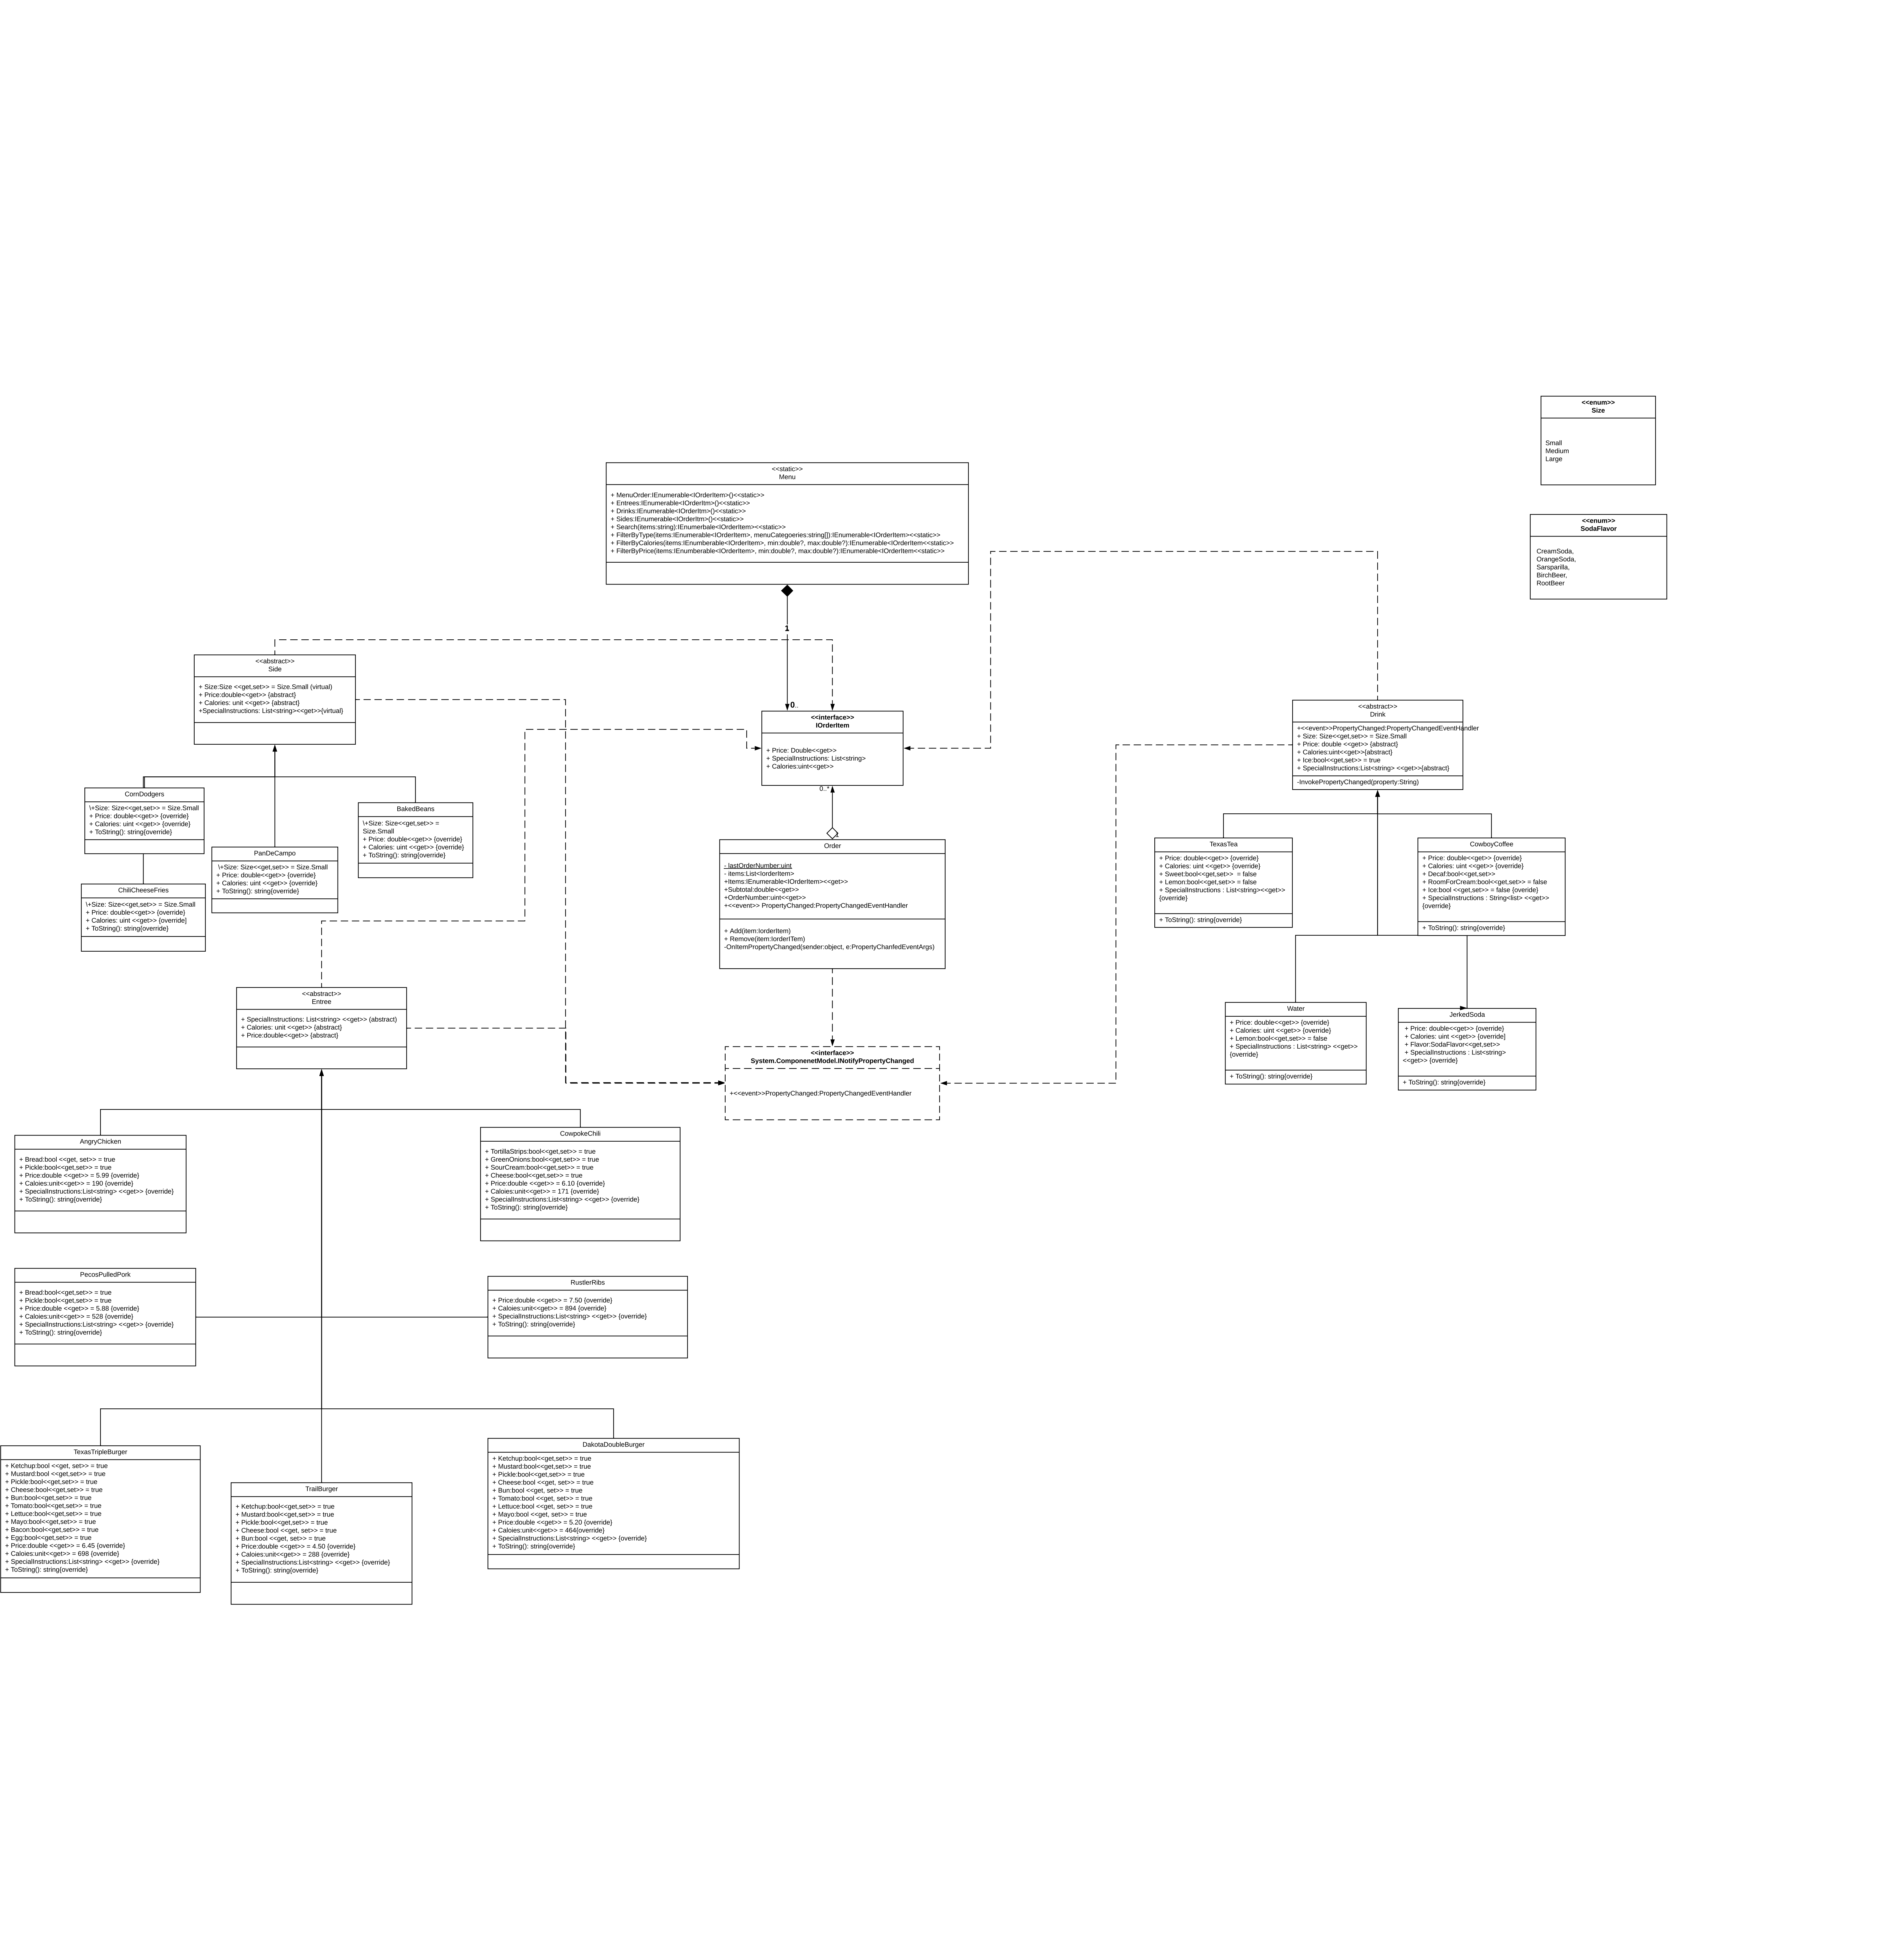 <<enum>>
Size
Small
Medium
Large
<<static>>
Menu
+ MenuOrder:IEnumerable<IOrderItem>()<<static>>
+ Entrees:IEnumerable<IOrderItm>()<<static>>
+ Drinks:IEnumerable<IOrderItm>()<<static>>
+ Sides:IEnumerable<IOrderItm>()<<static>>
+ Search(items:string):IEnumerbale<IOrderItem><<static>>
+ FilterByType(items:IEnumerable<IOrderItem>, menuCategoeries:string[]):IEnumerable<IOrderItem><<static>>
+ FilterByCalories(items:IEnumberable<IOrderItem>, min:double?, max:double?):IEnumerable<IOrderItem<<static>>
+ FilterByPrice(items:IEnumberable<IOrderItem>, min:double?, max:double?):IEnumerable<IOrderItem<<static>>
<<enum>>
SodaFlavor
CreamSoda,
OrangeSoda,
Sarsparilla,
BirchBeer,
RootBeer
1
0..
<<abstract>>
Side
+ Size:Size <<get,set>> = Size.Small (virtual)
+ Price:double<<get>> {abstract}
+ Calories: unit <<get>> {abstract}
+SpecialInstructions: List<string><<get>>{virtual}
<<interface>>
IOrderItem
+ Price: Double<<get>>
+ SpecialInstructions: List<string>
+ Calories:uint<<get>>
0..*
1
<<abstract>>
Drink
+<<event>>PropertyChanged:PropertyChangedEventHandler
+ Size: Size<<get,set>> = Size.Small
+ Price: double <<get>> {abstract}
+ Calories:uint<<get>>{abstract}
+ Ice:bool<<get,set>> = true
+ SpecialInstructions:List<string> <<get>>{abstract}
-InvokePropertyChanged(property:String)
CornDodgers
\+Size: Size<<get,set>> = Size.Small
+ Price: double<<get>> {override}
+ Calories: uint <<get>> {override}
+ ToString(): string{override}
BakedBeans
\+Size: Size<<get,set>> =
Size.Small
+ Price: double<<get>> {override}
+ Calories: uint <<get>> {override}
+ ToString(): string{override}
PanDeCampo
\+Size: Size<<get,set>> = Size.Small
+ Price: double<<get>> {override}
+ Calories: uint <<get>> {override}
+ ToString(): string{override}
ChiliCheeseFries
\+Size: Size<<get,set>> = Size.Small
+ Price: double<<get>> {override}
+ Calories: uint <<get>> {override]
+ ToString(): string{override}
Order
- lastOrderNumber:uint
- items:List<IorderItem>
+Items:IEnumerable<IOrderItem><<get>>
+Subtotal:double<<get>>
+OrderNumber:uint<<get>>
+<<event>> PropertyChanged:PropertyChangedEventHandler
+ Add(item:IorderItem)
+ Remove(item:IorderITem)
-OnItemPropertyChanged(sender:object, e:PropertyChanfedEventArgs)
TexasTea
+ Price: double<<get>> {override}
+ Calories: uint <<get>> {override}
+ Sweet:bool<<get,set>>  = false
+ Lemon:bool<<get,set>> = false
+ SpecialInstructions : List<string><<get>>
{override}
+ ToString(): string{override}
CowboyCoffee
+ Price: double<<get>> {override}
+ Calories: uint <<get>> {override}
+ Decaf:bool<<get,set>>
+ RoomForCream:bool<<get,set>> = false
+ Ice:bool <<get,set>> = false {overide}
+ SpecialInstructions : String<list> <<get>>
{override}
+ ToString(): string{override}
<<abstract>>
Entree
+ SpecialInstructions: List<string> <<get>> (abstract)
+ Calories: unit <<get>> {abstract}
+ Price:double<<get>> {abstract}
Water
+ Price: double<<get>> {override}
+ Calories: uint <<get>> {override}
+ Lemon:bool<<get,set>> = false
+ SpecialInstructions : List<string> <<get>>
{override}
+ ToString(): string{override}
JerkedSoda
+ Price: double<<get>> {override}
+ Calories: uint <<get>> {override]
+ Flavor:SodaFlavor<<get,set>>
+ SpecialInstructions : List<string>
<<get>> {override}
+ ToString(): string{override}
<<interface>>
System.ComponenetModel.INotifyPropertyChanged
+<<event>>PropertyChanged:PropertyChangedEventHandler
AngryChicken
+ Bread:bool <<get, set>> = true
+ Pickle:bool<<get,set>> = true
+ Price:double <<get>> = 5.99 {override}
+ Caloies:unit<<get>> = 190 {override}
+ SpecialInstructions:List<string> <<get>> {override}
+ ToString(): string{override}
CowpokeChili
+ TortillaStrips:bool<<get,set>> = true
+ GreenOnions:bool<<get,set>> = true
+ SourCream:bool<<get,set>> = true
+ Cheese:bool<<get,set>> = true
+ Price:double <<get>> = 6.10 {override}
+ Caloies:unit<<get>> = 171 {override}
+ SpecialInstructions:List<string> <<get>> {override}
+ ToString(): string{override}
PecosPulledPork
+ Bread:bool<<get,set>> = true
+ Pickle:bool<<get,set>> = true
+ Price:double <<get>> = 5.88 {override}
+ Caloies:unit<<get>> = 528 {override}
+ SpecialInstructions:List<string> <<get>> {override}
+ ToString(): string{override}
RustlerRibs
+ Price:double <<get>> = 7.50 {override}
+ Caloies:unit<<get>> = 894 {override}
+ SpecialInstructions:List<string> <<get>> {override}
+ ToString(): string{override}
TexasTripleBurger
+ Ketchup:bool <<get, set>> = true
+ Mustard:bool <<get,set>> = true
+ Pickle:bool<<get,set>> = true
+ Cheese:bool<<get,set>> = true
+ Bun:bool<<get,set>> = true
+ Tomato:bool<<get,set>> = true
+ Lettuce:bool<<get,set>> = true
+ Mayo:bool<<get,set>> = true
+ Bacon:bool<<get,set>> = true
+ Egg:bool<<get,set>> = true
+ Price:double <<get>> = 6.45 {override}
+ Caloies:unit<<get>> = 698 {override}
+ SpecialInstructions:List<string> <<get>> {override}
+ ToString(): string{override}
TrailBurger
+ Ketchup:bool<<get,set>> = true
+ Mustard:bool<<get,set>> = true
+ Pickle:bool<<get,set>> = true
+ Cheese:bool <<get, set>> = true
+ Bun:bool <<get, set>> = true
+ Price:double <<get>> = 4.50 {override}
+ Caloies:unit<<get>> = 288 {override}
+ SpecialInstructions:List<string> <<get>> {override}
+ ToString(): string{override}
DakotaDoubleBurger
+ Ketchup:bool<<get,set>> = true
+ Mustard:bool<<get,set>> = true
+ Pickle:bool<<get,set>> = true
+ Cheese:bool <<get, set>> = true
+ Bun:bool <<get, set>> = true
+ Tomato:bool <<get, set>> = true
+ Lettuce:bool <<get, set>> = true
+ Mayo:bool <<get, set>> = true
+ Price:double <<get>> = 5.20 {override}
+ Caloies:unit<<get>> = 464{override}
+ SpecialInstructions:List<string> <<get>> {override}
+ ToString(): string{override}